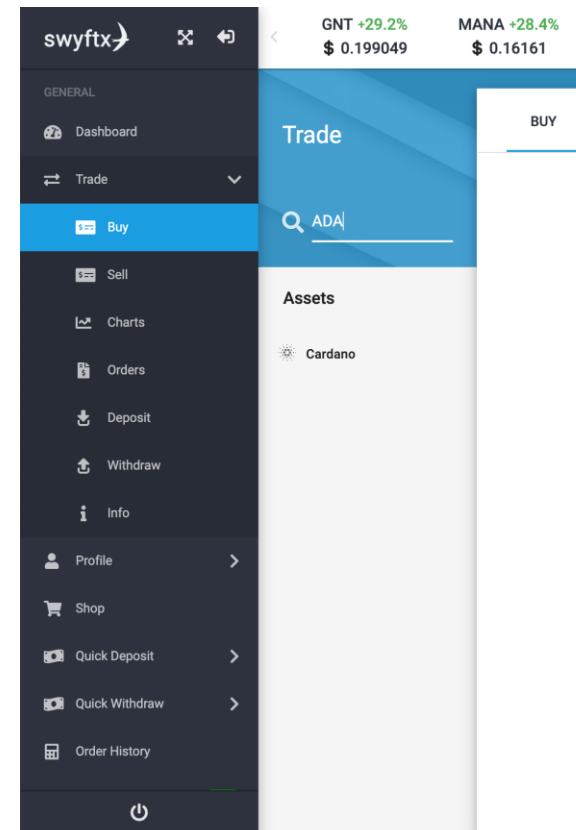 swyftx
GENERAL
Dashboard
Trade
Buy
Sell
Charts
Orders
Deposit
Withdraw
Info
Profile
Shop
Quick Deposit
Quick Withdraw
Order History
GNT +29.2%
$ 0.199049
MANA +28.4%
$ 0.16161
Trade
ADA
Assets
Cardano
BUY